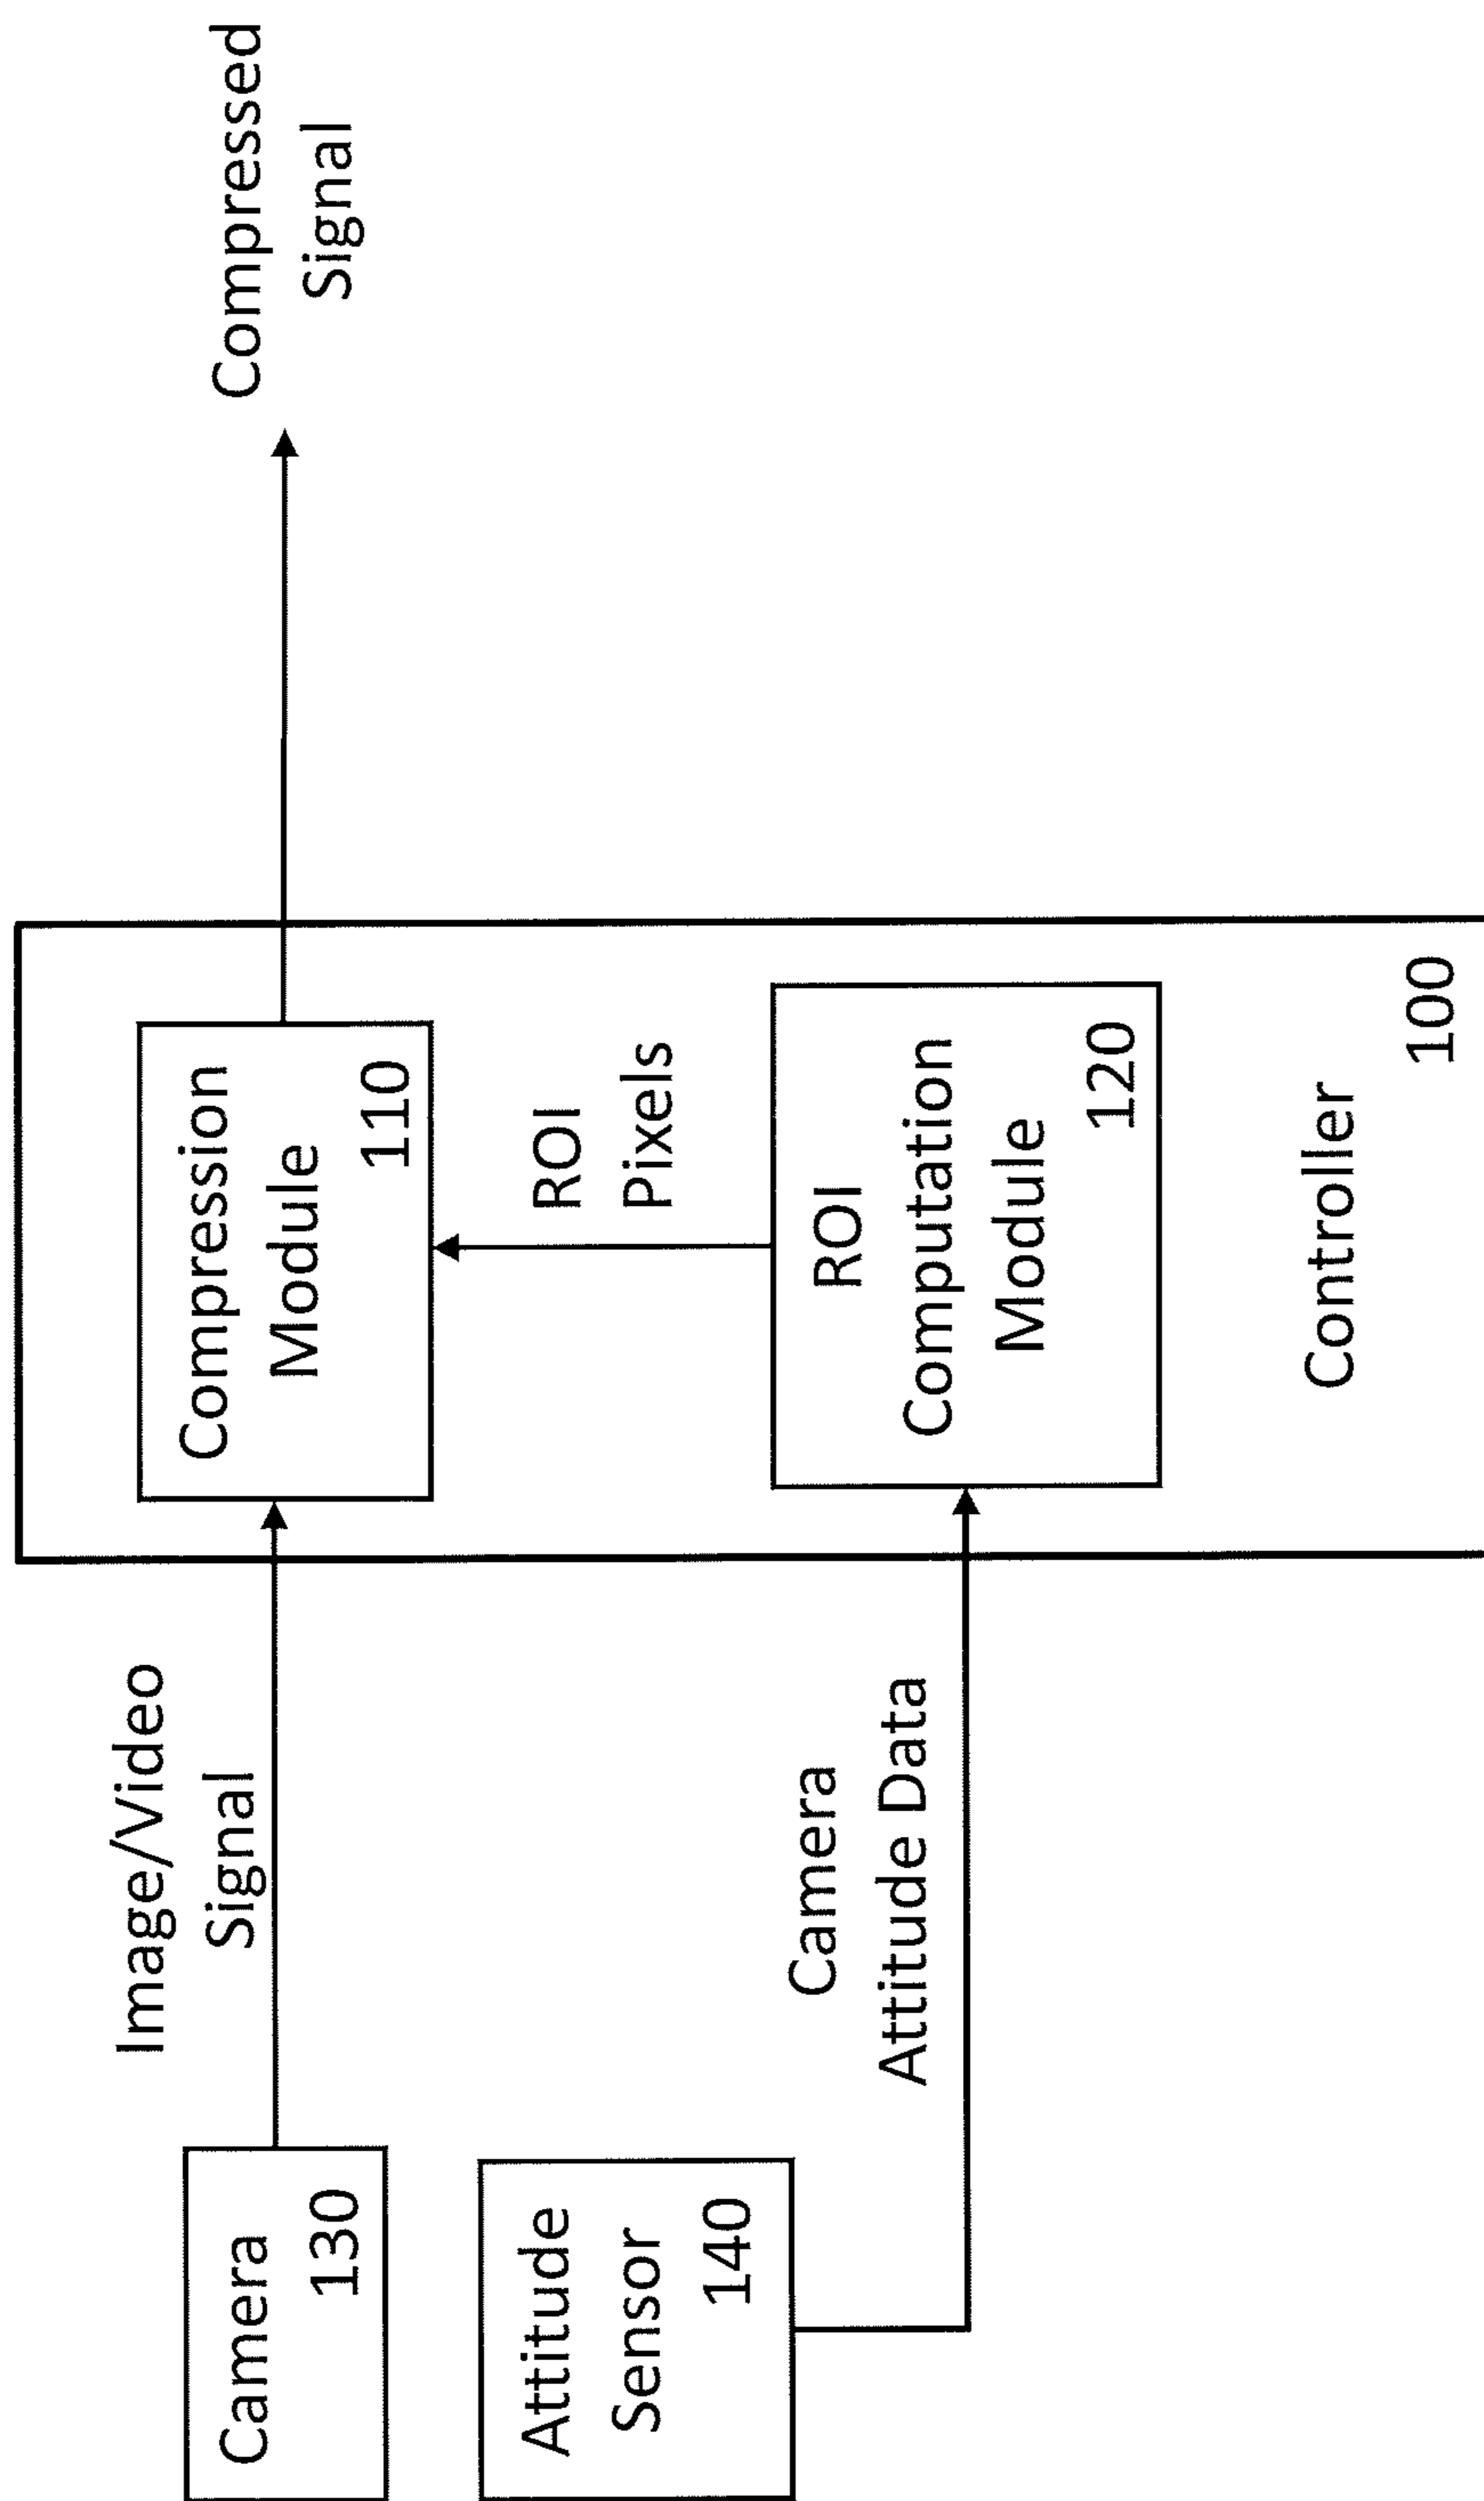 Camera
130
Attitude
Sensor
140
Image/Video
Signal
Camera
Attitude Data
Compression
Module
110
ROI
Pixels
ROI
Computation
Module
120
Controller
100
Compressed
Signal